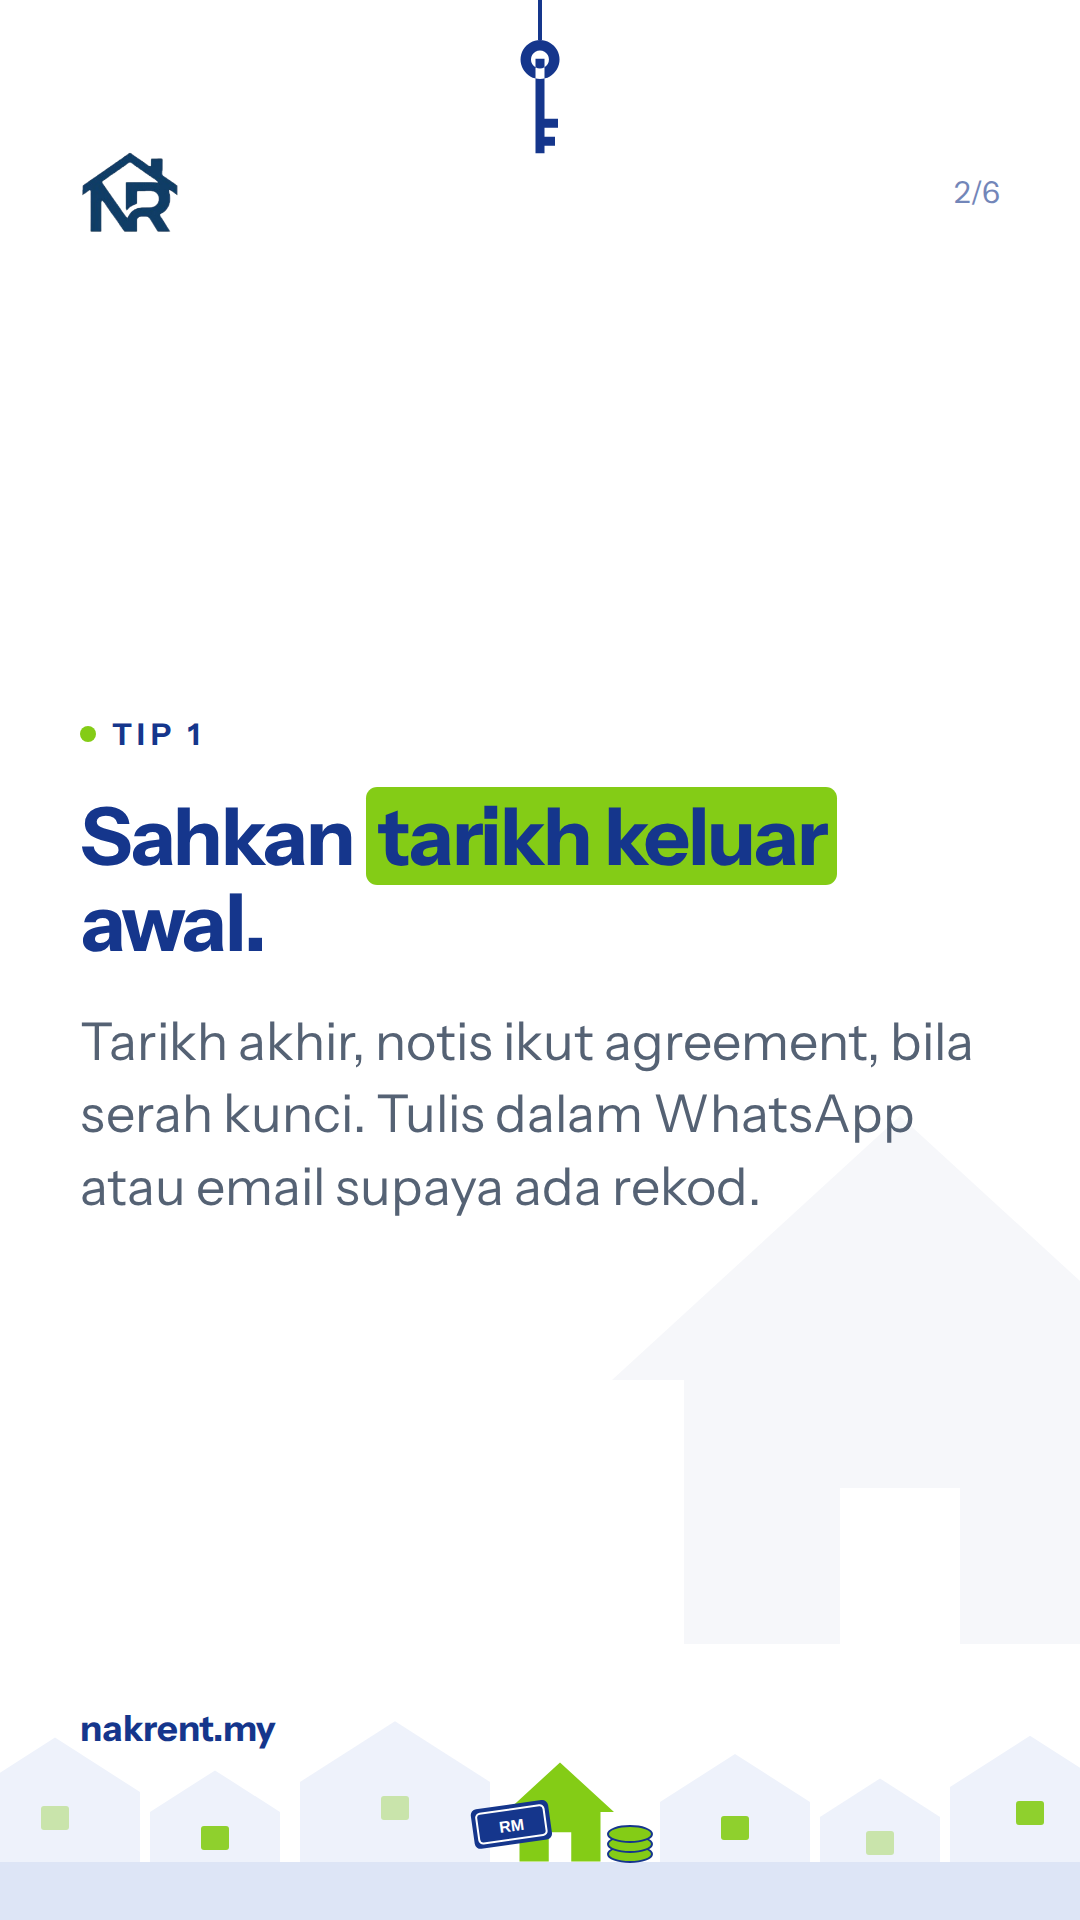 NR
2/6
TIP 1
Sahkan tarikh keluar
awal.
Tarikh akhir, notis ikut agreement, bila
serah kunci. Tulis dalam WhatsApp
atau email supaya ada rekod.
nakrent.my
RM